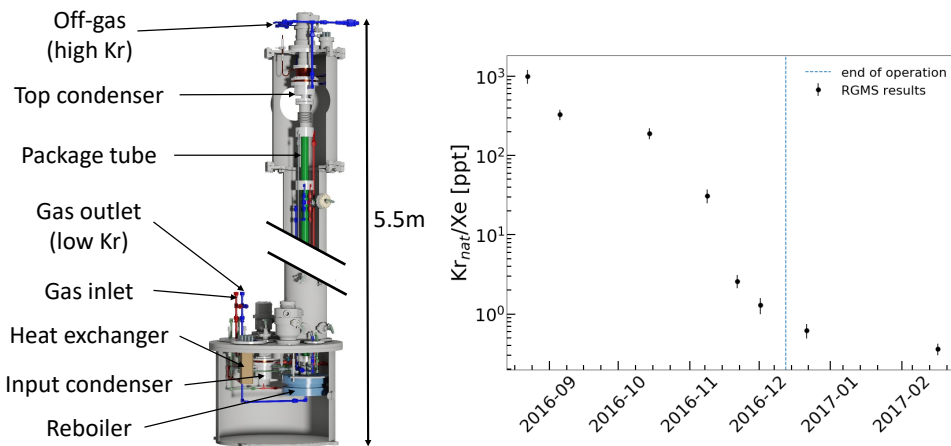 Off-gas
(high Kr)
Top condenser
Package tube
Gas outlet
(low Kr)
Gas inlet
Heat exchanger
Input condenser
Reboiler
5.5m
Kr_nat/Xe [ppt]
10³
10²
10¹
10⁰
end of operation
RGMS results
2016-09
2016-10
2016-11
2016-12
2017-01
2017-02